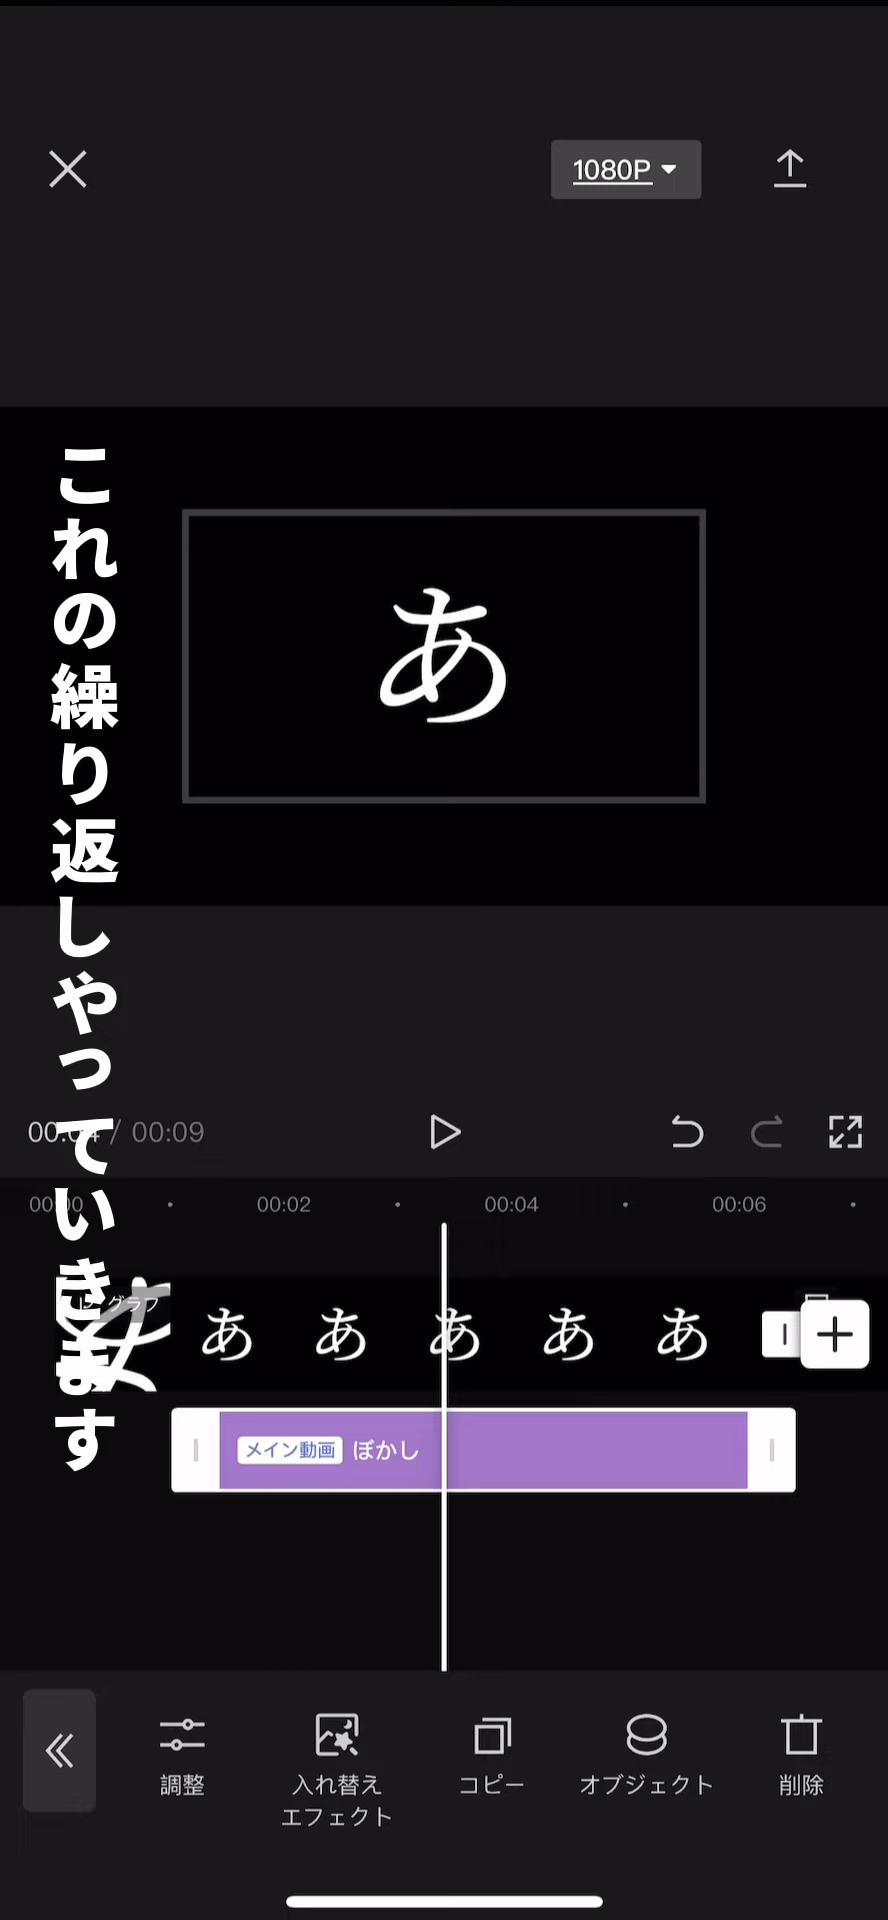 1080P
これの繰り返しやっていきます
あ
00:04 / 00:09
00:00 00:02 00:04 00:06
グラフ
あ あ あ あ あ
メイン動画 ぼかし
調整
入れ替え
エフェクト
コピー
オブジェクト
削除